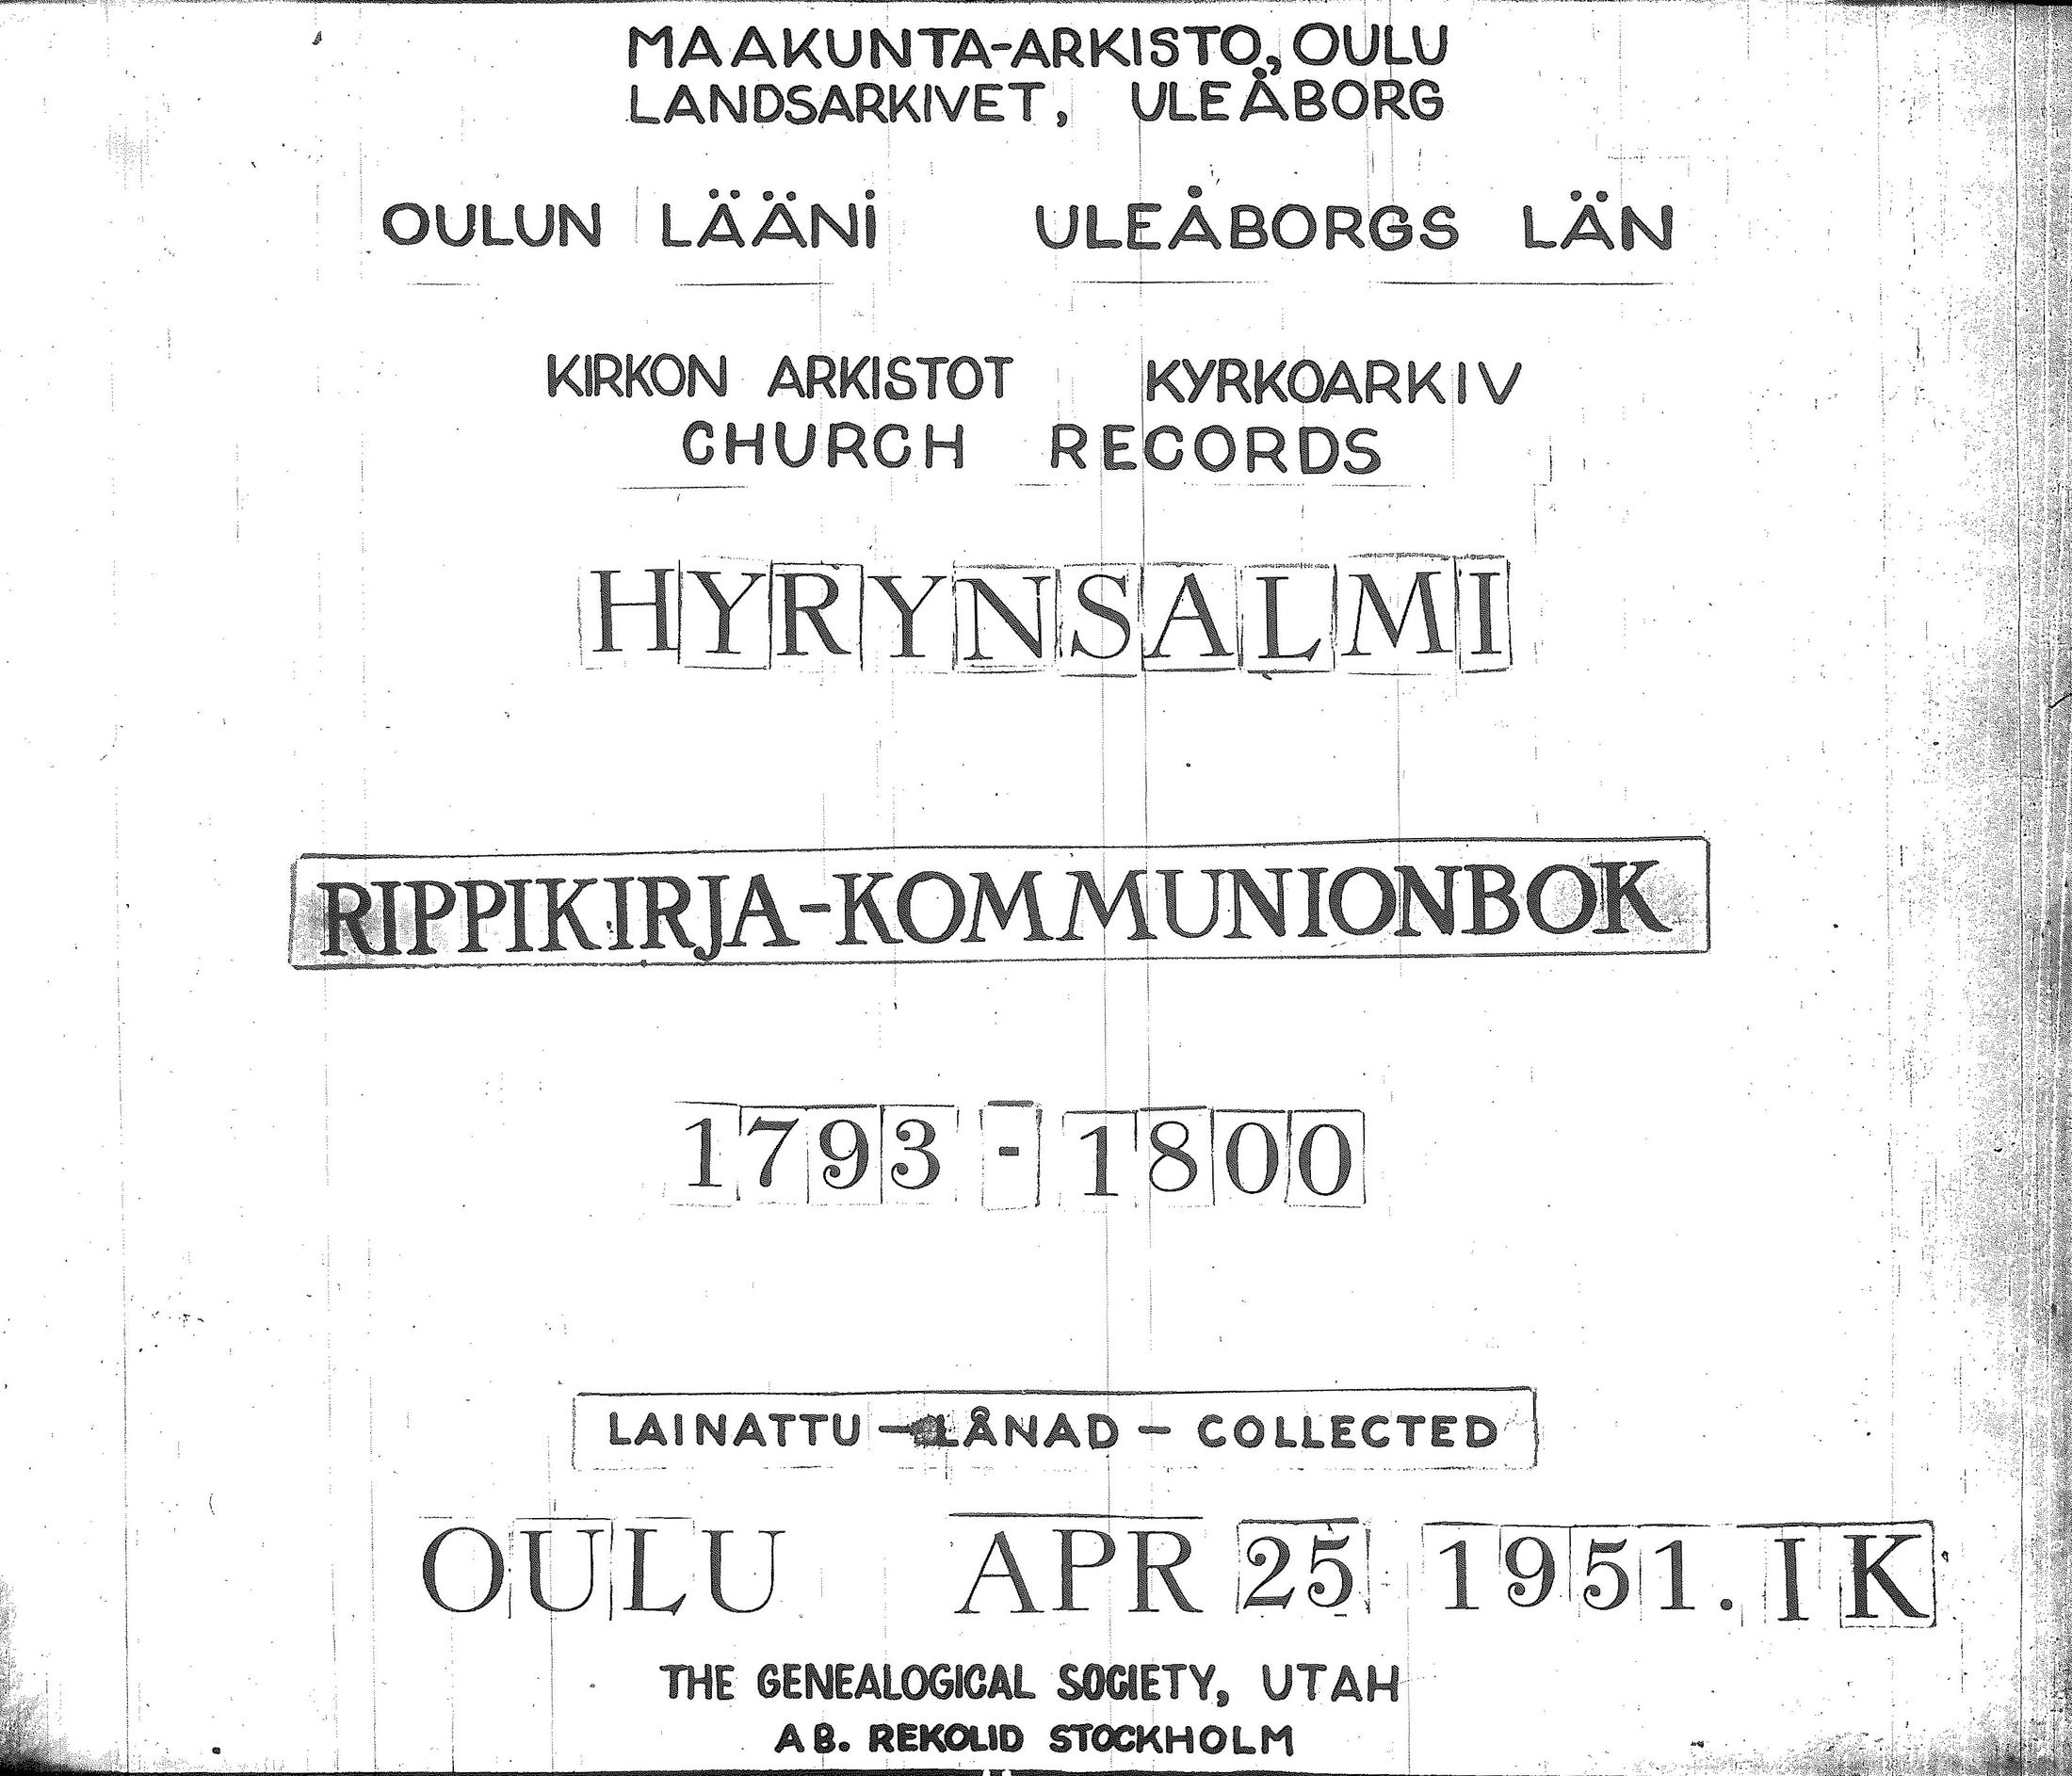 MAAKUNTA-ARKISTO, OULU
LANDSARKIVET, ULEÅBORG
OULUN LÄÄNI ULEÅBORGS LÄN
KIRKON ARKISTOT KYRKOARKIV
CHURCH RECORDS
HYRYNSALMI
RIPPIKIRJA-KOMMUNIONBOK
1793 - 1800
LAINATTU - LÅNAD - COLLECTED
OULU APR 25 1951. IK
THE GENEALOGICAL SOCIETY, UTAH
AB. REKOLID STOCKHOLM